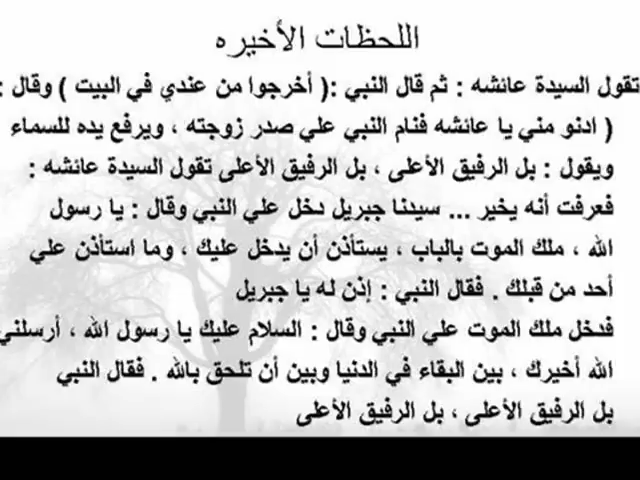 اللحظات الأخيره
تقول السيدة عائشه : ثم قال النبي :( أخرجوا من عندي في البيت ) وقال :
( ادنو مني يا عائشه فنام النبي علي صدر زوجته ، ويرفع يده للسماء
ويقول : بل الرفيق الأعلى ، بل الرفيق الأعلى تقول السيدة عائشه :
فعرفت أنه يخير ... سيدنا جبريل دخل علي النبي وقال : يا رسول
الله ، ملك الموت بالباب ، يستأذن أن يدخل عليك ، وما استأذن علي
أحد من قبلك . فقال النبي : إذن له يا جبريل
فدخل ملك الموت علي النبي وقال : السلام عليك يا رسول الله ، أرسلني
الله أخيرك ، بين البقاء في الدنيا وبين أن تلحق بالله . فقال النبي
بل الرفيق الأعلى ، بل الرفيق الأعلى